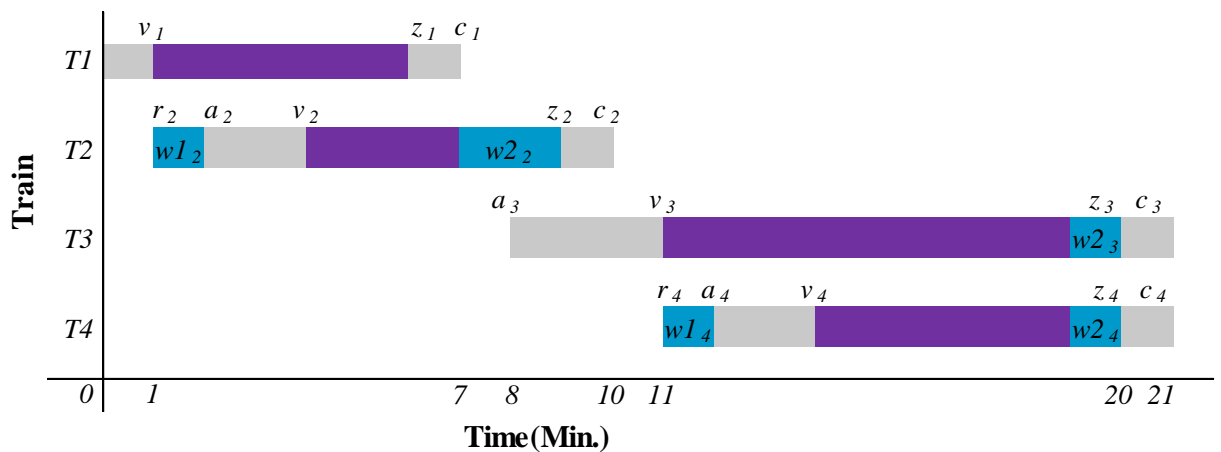 v 1 z 1 c 1
T1
r 2 a 2 v 2 z 2 c 2
T2 w1 2 w2 2
a 3 v 3 z 3 c 3
T3 w2 3
r 4 a 4 v 4 z 4 c 4
T4 w1 4 w2 4
Train
0 1 7 8 10 11 20 21
Time(Min.)